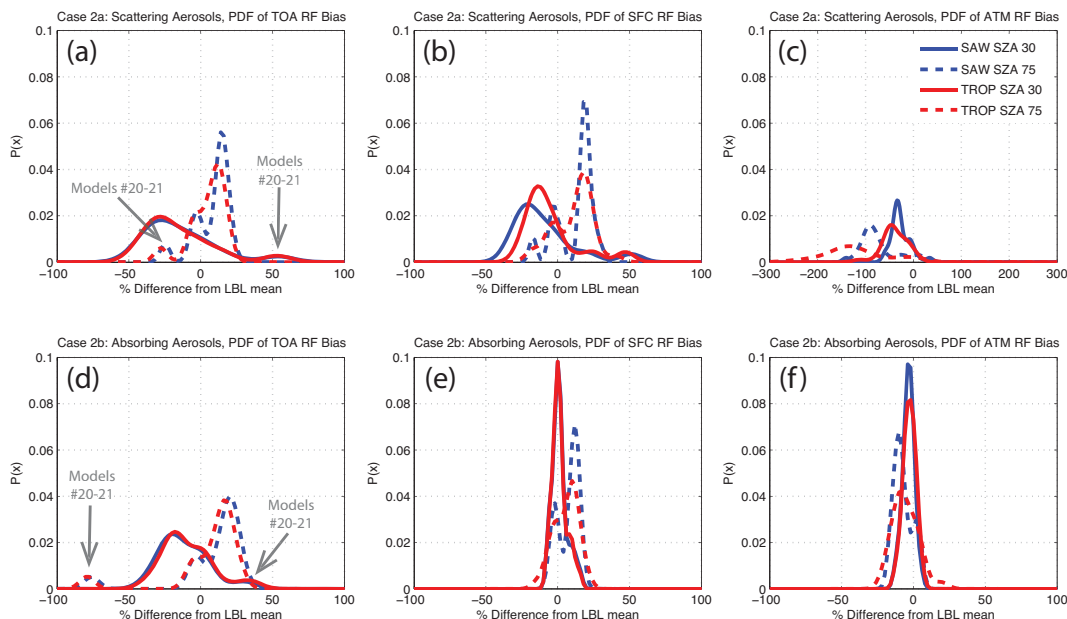 Case 2a: Scattering Aerosols, PDF of TOA RF Bias
Case 2a: Scattering Aerosols, PDF of SFC RF Bias
Case 2a: Scattering Aerosols, PDF of ATM RF Bias
0.1
0.08
0.06
0.04
0.02
0
P(x)
(a)
Models #20-21
Models
#20-21
−100
−50
0
50
100
% Difference from LBL mean
0.1
0.08
0.06
0.04
0.02
0
P(x)
(b)
−100
−50
0
50
100
% Difference from LBL mean
0.1
0.08
0.06
0.04
0.02
0
P(x)
(c)
SAW SZA 30
SAW SZA 75
TROP SZA 30
TROP SZA 75
−300
−200
−100
0
100
200
300
% Difference from LBL mean
Case 2b: Absorbing Aerosols, PDF of TOA RF Bias
Case 2b: Absorbing Aerosols, PDF of SFC RF Bias
Case 2b: Absorbing Aerosols, PDF of ATM RF Bias
0.1
0.08
0.06
0.04
0.02
0
P(x)
(d)
Models
#20-21
Models
#20-21
−100
−50
0
50
100
% Difference from LBL mean
0.1
0.08
0.06
0.04
0.02
0
P(x)
(e)
−100
−50
0
50
100
% Difference from LBL mean
0.1
0.08
0.06
0.04
0.02
0
P(x)
(f)
−100
−50
0
50
100
% Difference from LBL mean